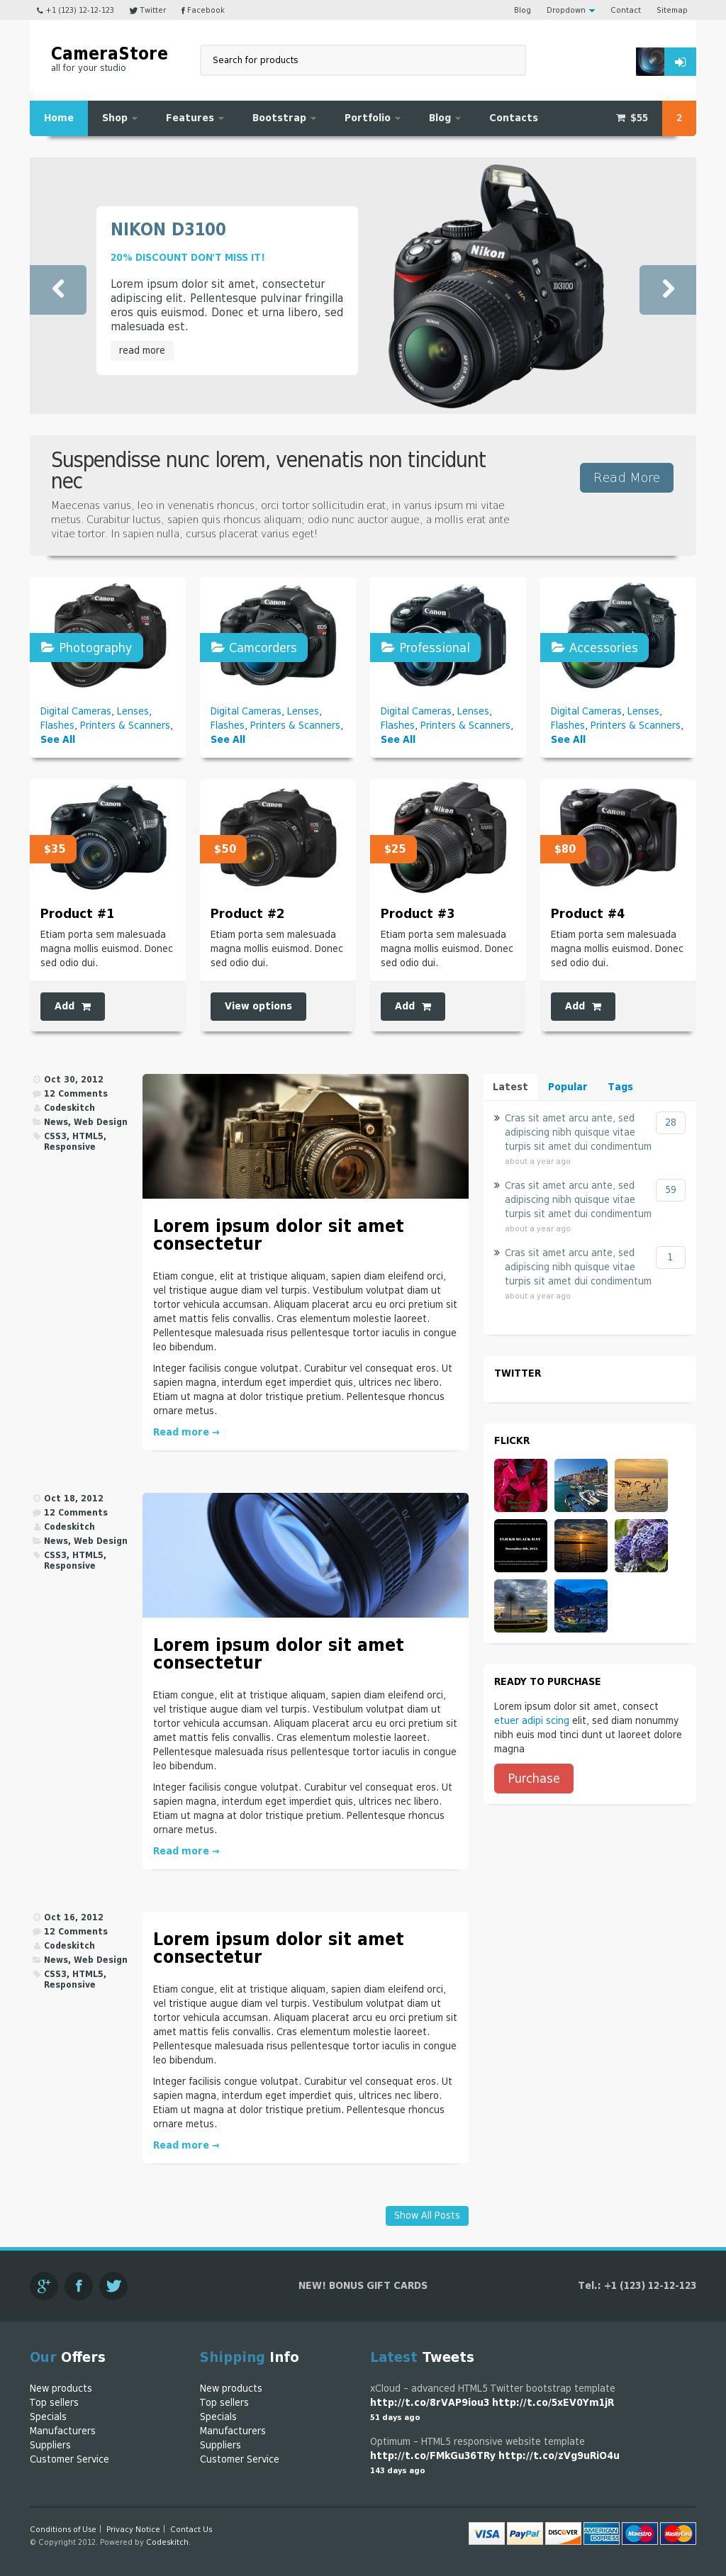 +1 (123) 12-12-123 Twitter Facebook Blog Dropdown Contact Sitemap
CameraStore
all for your studio
Search for products
Home Shop Features Bootstrap Portfolio Blog Contacts $55 2
NIKON D3100
20% DISCOUNT DON'T MISS IT!
Lorem ipsum dolor sit amet, consectetur
adipiscing elit. Pellentesque pulvinar fringilla
eros quis euismod. Donec et urna libero, sed
malesuada est.
read more
Nikon
D3100
Suspendisse nunc lorem, venenatis non tincidunt
nec
Maecenas varius, leo in venenatis rhoncus, orci tortor sollicitudin erat, in varius ipsum mi vitae
metus. Curabitur luctus, sapien quis rhoncus aliquam; odio nunc auctor augue, a mollis erat ante
vitae tortor. In sapien nulla, cursus placerat varius eget!
Read More
Canon
Photography
Digital Cameras, Lenses,
Flashes, Printers & Scanners,
See All
Canon
Camcorders
Digital Cameras, Lenses,
Flashes, Printers & Scanners,
See All
Canon
Professional
Digital Cameras, Lenses,
Flashes, Printers & Scanners,
See All
Canon
Accessories
Digital Cameras, Lenses,
Flashes, Printers & Scanners,
See All
Canon
$35
Product #1
Etiam porta sem malesuada
magna mollis euismod. Donec
sed odio dui.
Add
Canon
$50
Product #2
Etiam porta sem malesuada
magna mollis euismod. Donec
sed odio dui.
View options
Nikon
$25
Product #3
Etiam porta sem malesuada
magna mollis euismod. Donec
sed odio dui.
Add
Canon
$80
Product #4
Etiam porta sem malesuada
magna mollis euismod. Donec
sed odio dui.
Add
Oct 30, 2012
12 Comments
Codeskitch
News, Web Design
CSS3, HTML5,
Responsive
Lorem ipsum dolor sit amet
consectetur
Etiam congue, elit at tristique aliquam, sapien diam eleifend orci,
vel tristique augue diam vel turpis. Vestibulum volutpat diam ut
tortor vehicula accumsan. Aliquam placerat arcu eu orci pretium sit
amet mattis felis convallis. Cras elementum molestie laoreet.
Pellentesque malesuada risus pellentesque tortor iaculis in congue
leo bibendum.
Integer facilisis congue volutpat. Curabitur vel consequat eros. Ut
sapien magna, interdum eget imperdiet quis, ultrices nec libero.
Etiam ut magna at dolor tristique pretium. Pellentesque rhoncus
ornare metus.
Read more →
Latest Popular Tags
Cras sit amet arcu ante, sed
adipiscing nibh quisque vitae
turpis sit amet dui condimentum
about a year ago
28
Cras sit amet arcu ante, sed
adipiscing nibh quisque vitae
turpis sit amet dui condimentum
about a year ago
59
Cras sit amet arcu ante, sed
adipiscing nibh quisque vitae
turpis sit amet dui condimentum
about a year ago
1
TWITTER
FLICKR
FLICKR BLACK DAY
READY TO PURCHASE
Lorem ipsum dolor sit amet, consect
etuer adipi scing elit, sed diam nonummy
nibh euis mod tinci dunt ut laoreet dolore
magna
Purchase
Oct 18, 2012
12 Comments
Codeskitch
News, Web Design
CSS3, HTML5,
Responsive
Lorem ipsum dolor sit amet
consectetur
Etiam congue, elit at tristique aliquam, sapien diam eleifend orci,
vel tristique augue diam vel turpis. Vestibulum volutpat diam ut
tortor vehicula accumsan. Aliquam placerat arcu eu orci pretium sit
amet mattis felis convallis. Cras elementum molestie laoreet.
Pellentesque malesuada risus pellentesque tortor iaculis in congue
leo bibendum.
Integer facilisis congue volutpat. Curabitur vel consequat eros. Ut
sapien magna, interdum eget imperdiet quis, ultrices nec libero.
Etiam ut magna at dolor tristique pretium. Pellentesque rhoncus
ornare metus.
Read more →
Oct 16, 2012
12 Comments
Codeskitch
News, Web Design
CSS3, HTML5,
Responsive
Lorem ipsum dolor sit amet
consectetur
Etiam congue, elit at tristique aliquam, sapien diam eleifend orci,
vel tristique augue diam vel turpis. Vestibulum volutpat diam ut
tortor vehicula accumsan. Aliquam placerat arcu eu orci pretium sit
amet mattis felis convallis. Cras elementum molestie laoreet.
Pellentesque malesuada risus pellentesque tortor iaculis in congue
leo bibendum.
Integer facilisis congue volutpat. Curabitur vel consequat eros. Ut
sapien magna, interdum eget imperdiet quis, ultrices nec libero.
Etiam ut magna at dolor tristique pretium. Pellentesque rhoncus
ornare metus.
Read more →
Show All Posts
NEW! BONUS GIFT CARDS
Tel.: +1 (123) 12-12-123
Our Offers
New products
Top sellers
Specials
Manufacturers
Suppliers
Customer Service
Shipping Info
New products
Top sellers
Specials
Manufacturers
Suppliers
Customer Service
Latest Tweets
xCloud – advanced HTML5 Twitter bootstrap template
http://t.co/8rVAP9iou3 http://t.co/5xEV0Ym1jR
51 days ago
Optimum – HTML5 responsive website template
http://t.co/FMkGu36TRy http://t.co/zVg9uRiO4u
143 days ago
Conditions of Use | Privacy Notice | Contact Us
© Copyright 2012. Powered by Codeskitch.
VISA PayPal DISCOVER AMERICAN EXPRESS Maestro MasterCard